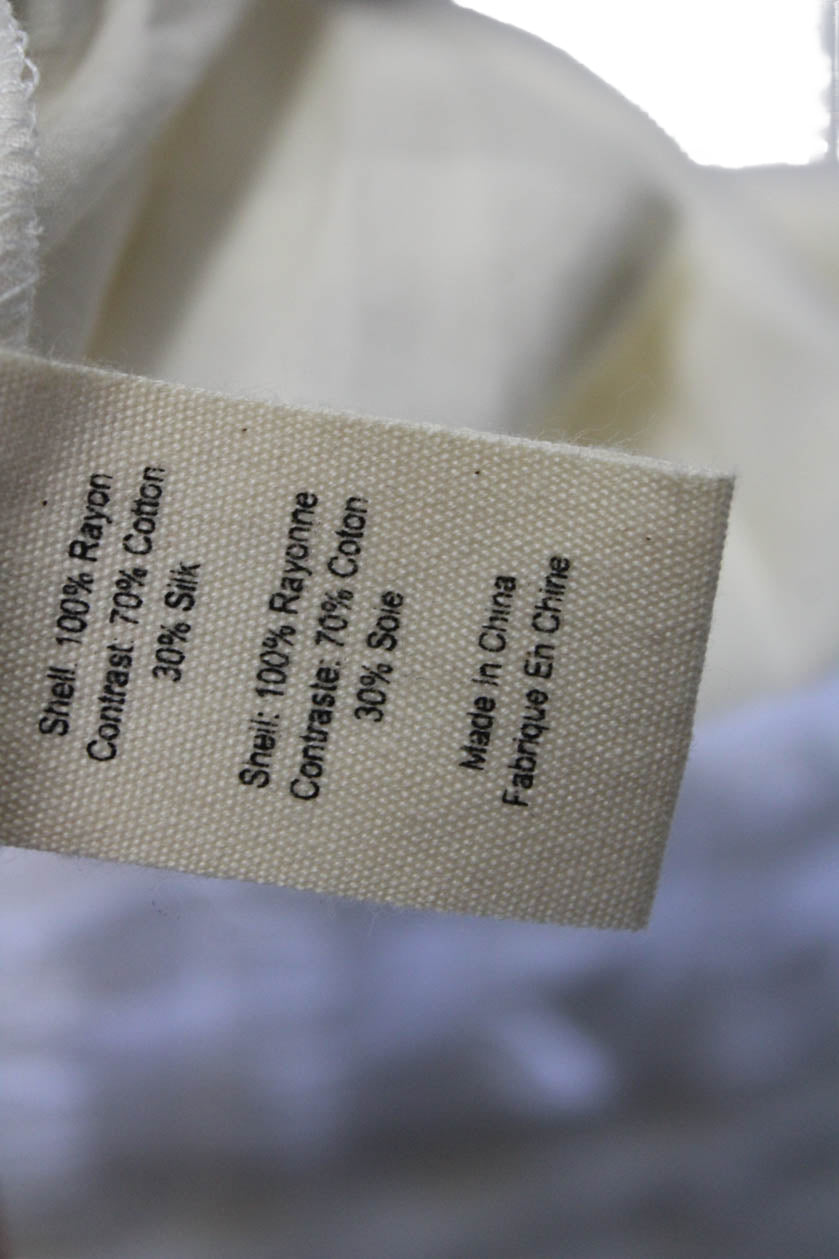 Shell: 100% Rayon
Contrast: 70% Cotton
30% Silk
Shell: 100% Rayonne
Contraste: 70% Coton
30% Soie
Made In China
Fabrique En Chine